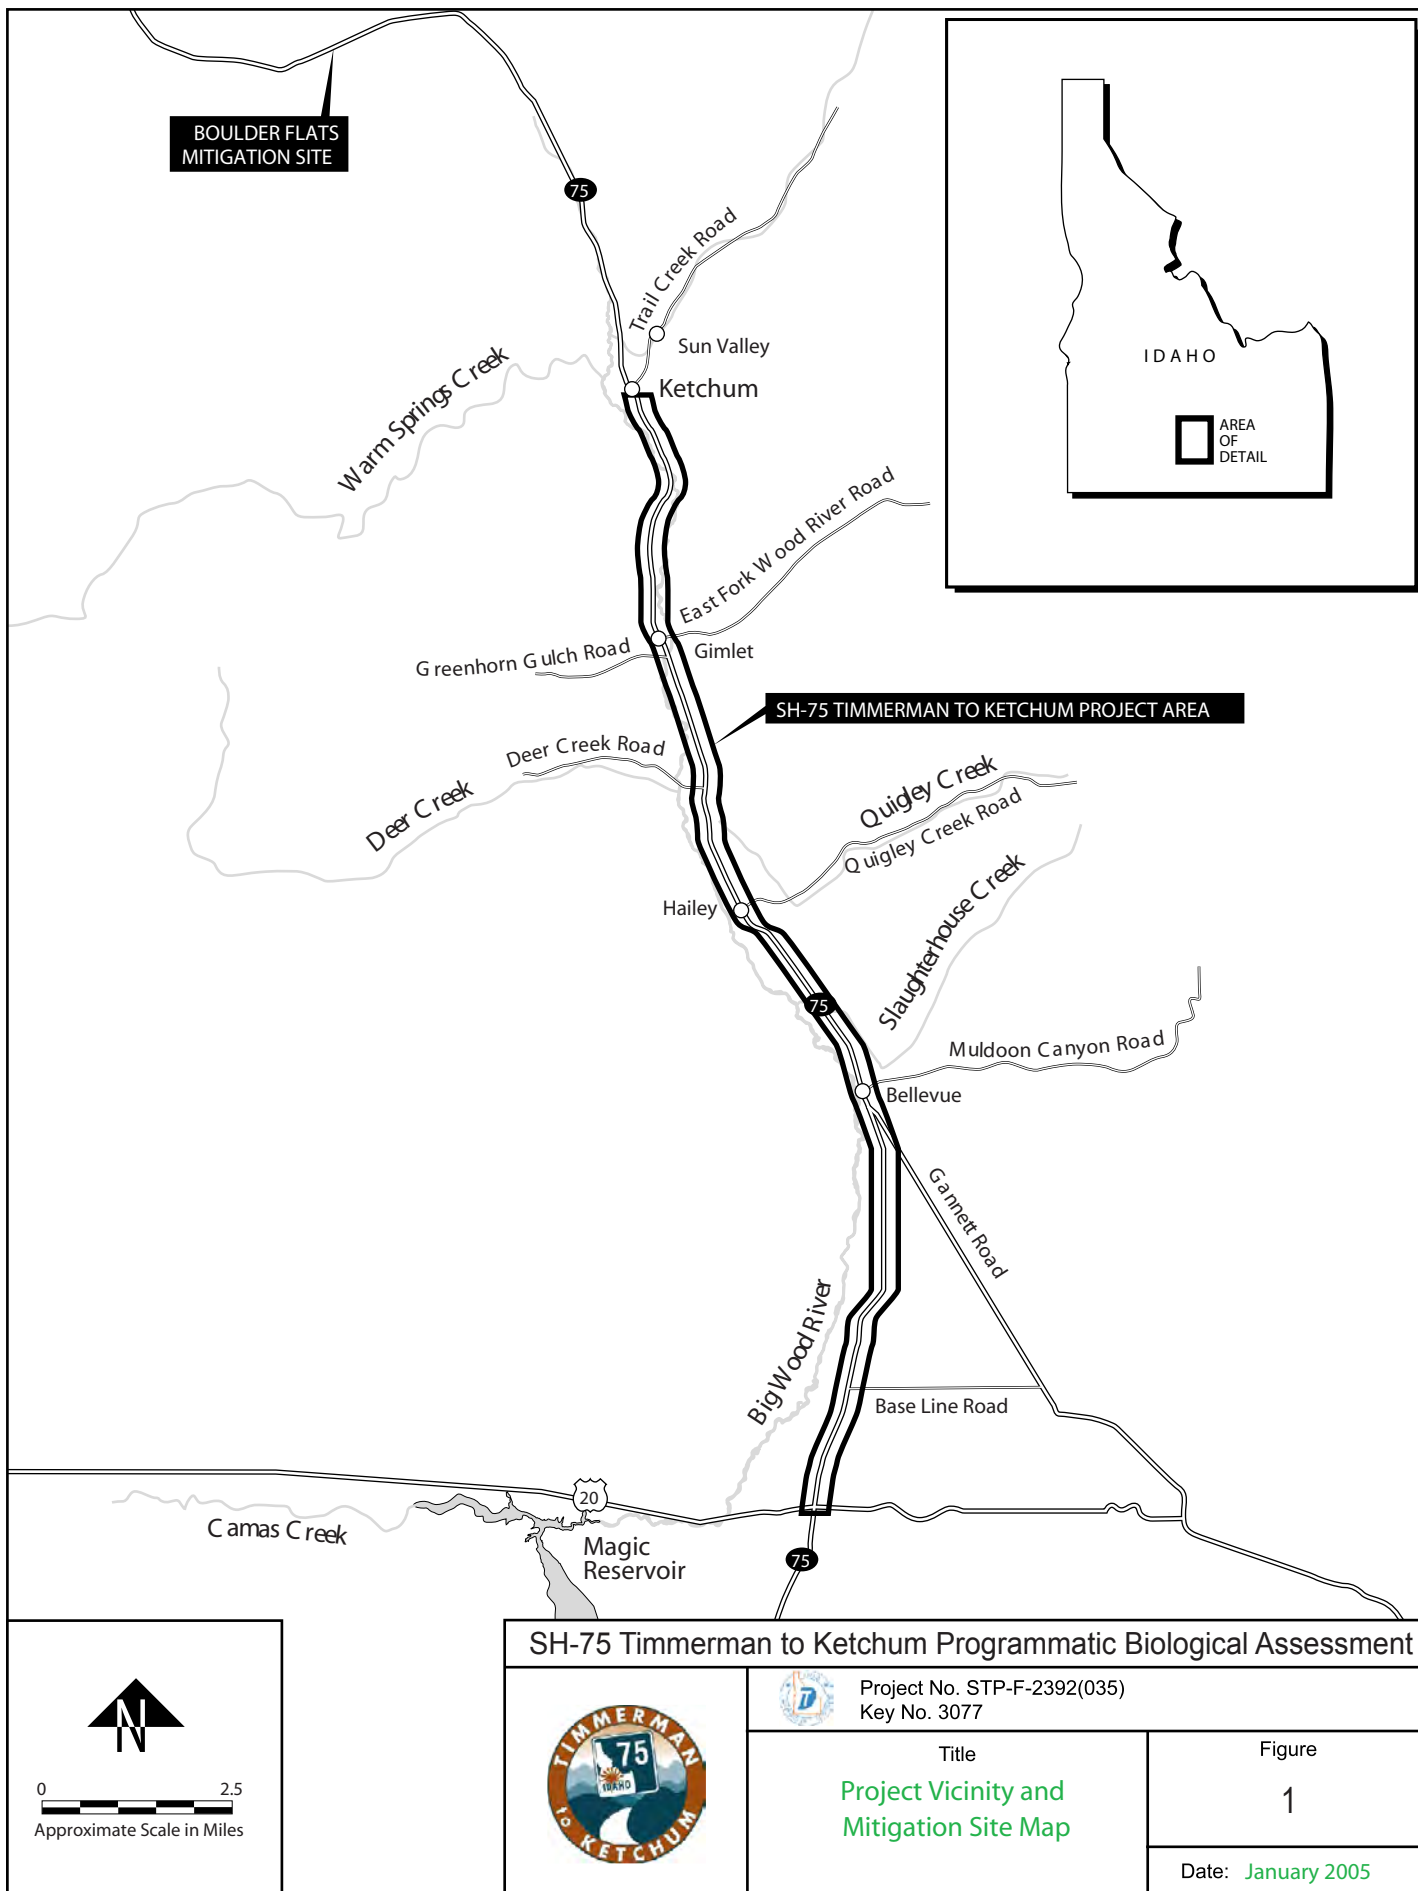 BOULDER FLATS
MITIGATION SITE
75
Trail Creek Road
Sun Valley
Ketchum
Warm Springs Creek
IDAHO
AREA
OF
DETAIL
East Fork Wood River Road
Greenhorn Gulch Road
Gimlet
SH-75 TIMMERMAN TO KETCHUM PROJECT AREA
Deer Creek Road
Deer Creek
Quigley Creek
Quigley Creek Road
Slaughterhouse Creek
Hailey
75
Muldoon Canyon Road
Bellevue
Gannett Road
Big Wood River
Base Line Road
20
Camas Creek
Magic
Reservoir
75
N
0 2.5
Approximate Scale in Miles
SH-75 Timmerman to Ketchum Programmatic Biological Assessment
TIMMERMAN
75
IDAHO
to KETCHUM
Project No. STP-F-2392(035)
Key No. 3077
Title
Project Vicinity and
Mitigation Site Map
Figure
1
Date: January 2005